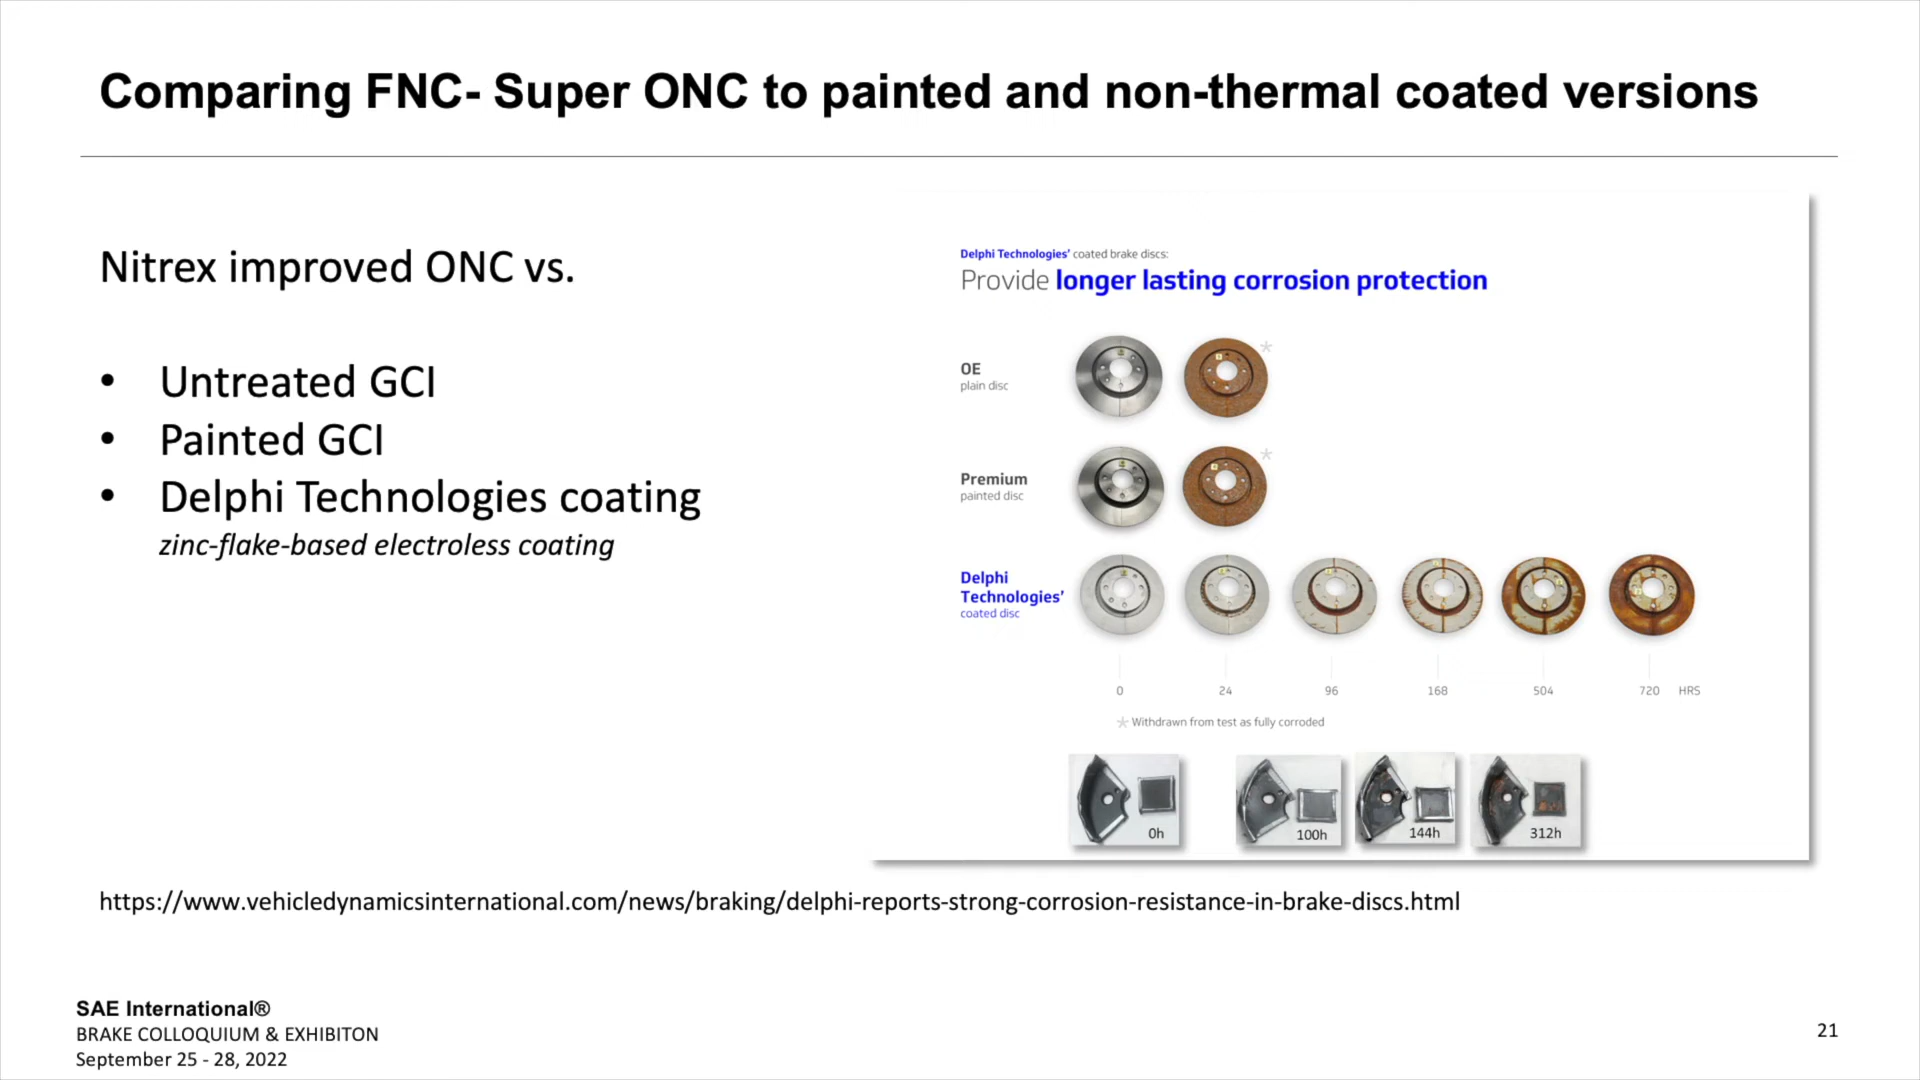 Comparing FNC- Super ONC to painted and non-thermal coated versions
Nitrex improved ONC vs.
• Untreated GCI
• Painted GCI
• Delphi Technologies coating
zinc-flake-based electroless coating
Delphi Technologies' coated brake discs:
Provide longer lasting corrosion protection
OE
plain disc
*
Premium
painted disc
*
Delphi
Technologies'
coated disc
0 24 96 168 504 720 HRS
* Withdrawn from test as fully corroded
0h 100h 144h 312h
https://www.vehicledynamicsinternational.com/news/braking/delphi-reports-strong-corrosion-resistance-in-brake-discs.html
SAE International®
BRAKE COLLOQUIUM & EXHIBITON
September 25 - 28, 2022
21